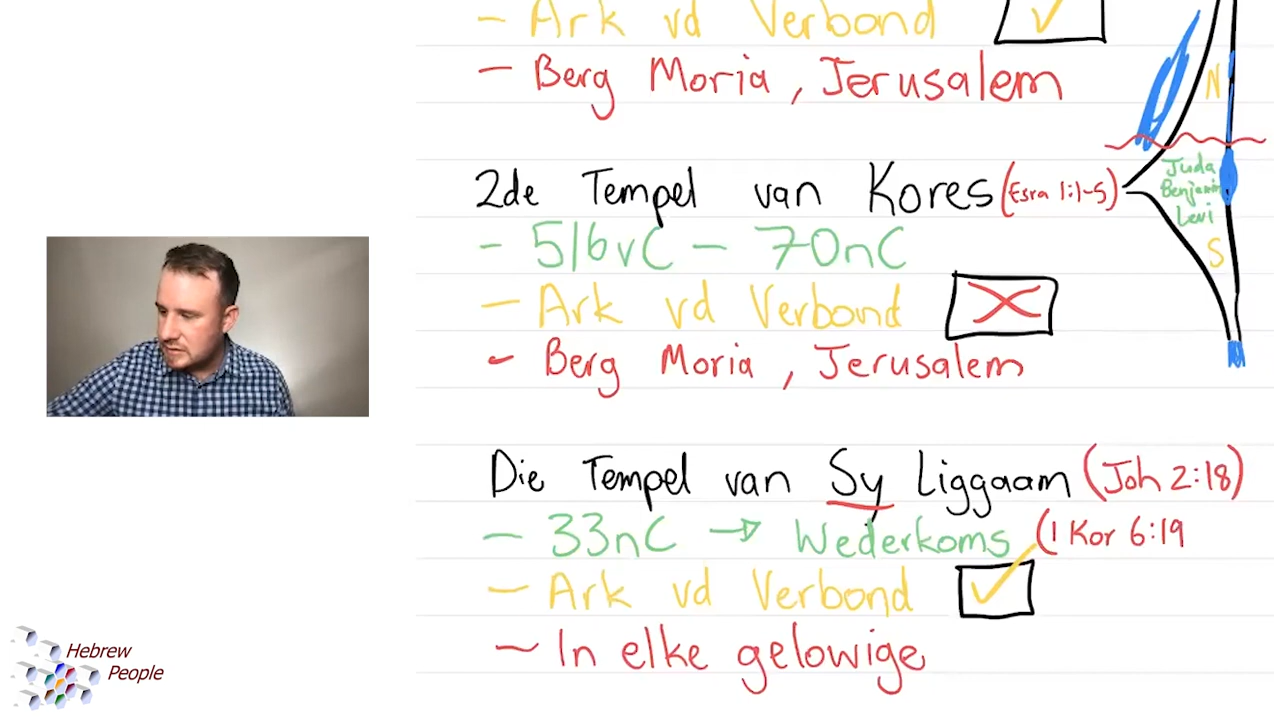 - Ark vd Verbond
- Berg Moria, Jerusalem
2de Tempel van Kores (Esra 1:1-5)
- 516vC - 70nC
- Ark vd Verbond
- Berg Moria, Jerusalem
Die Tempel van Sy Liggaam (Joh 2:18)
- 33nC → Wederkoms (1 Kor 6:19
- Ark vd Verbond
- In elke gelowige
N
Juda
Benjamin
Levi
S
Hebrew
People